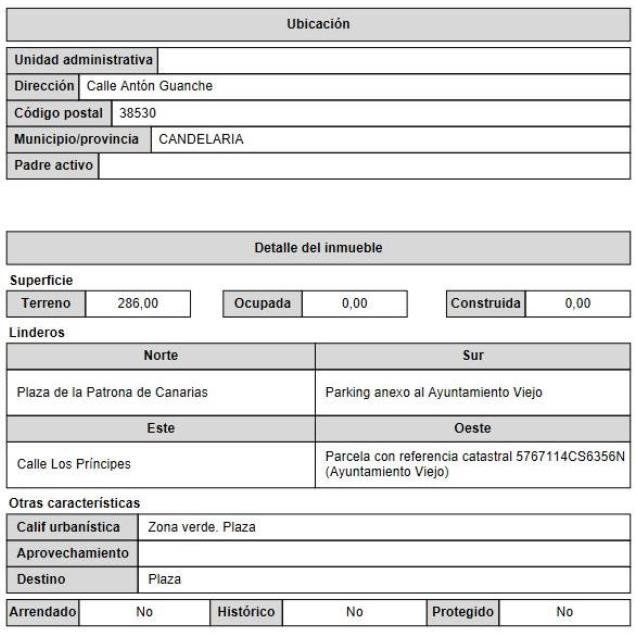 Ubicación
Unidad administrativa
Dirección Calle Antón Guanche
Código postal 38530
Municipio/provincia CANDELARIA
Padre activo
Detalle del inmueble
Superficie
Terreno 286,00 Ocupada 0,00 Construida 0,00
Linderos
Norte Sur
Plaza de la Patrona de Canarias Parking anexo al Ayuntamiento Viejo
Este Oeste
Calle Los Príncipes Parcela con referencia catastral 5767114CS6356N
(Ayuntamiento Viejo)
Otras características
Calif urbanística Zona verde. Plaza
Aprovechamiento
Destino Plaza
Arrendado No Histórico No Protegido No